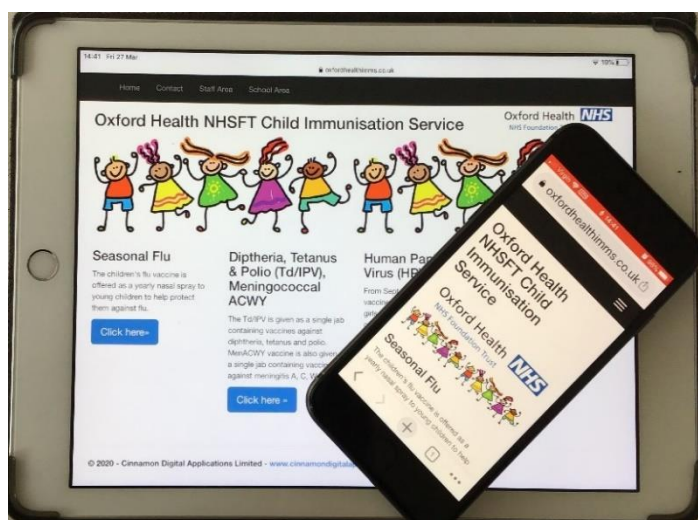 14:41 Fri 27 Mar
oxfordhealthimms.co.uk
Home Contact Staff Area School Area
Oxford Health NHSFT Child Immunisation Service
Oxford Health NHS
NHS Foundation
Seasonal Flu
The children's flu vaccine is
offered as a yearly nasal spray to
young children to help protect
them against flu.
Click here»
Diptheria, Tetanus
& Polio (Td/IPV),
Meningococcal
ACWY
The Td/IPV is given as a single jab
containing vaccines against
diphtheria, tetanus and polio.
MenACWY vaccine is also given
a single jab containing
against meningitis A, C, W
Click here »
Human Pap
Virus (HP
From Sept
vaccine
© 2020 - Cinnamon Digital Applications Limited - www.cinnamondigital
14:41
oxfordhealthimms.co.uk
Oxford Health
NHSFT Child
Immunisation
Service
Oxford Health NHS
NHS Foundation Trust
Seasonal Flu
The children's flu vaccine is offered as a
yearly nasal spray to young children to help